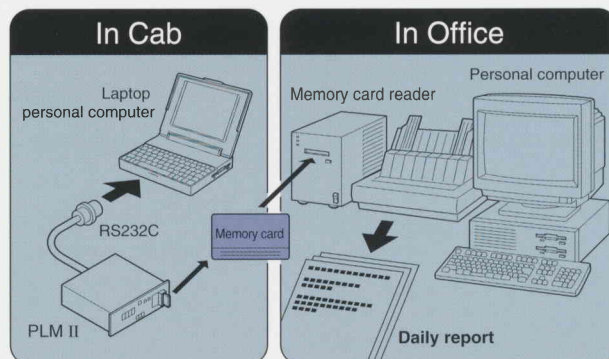 In Cab
Laptop
personal computer
RS232C
Memory card
PLM II
In Office
Personal computer
Memory card reader
Daily report